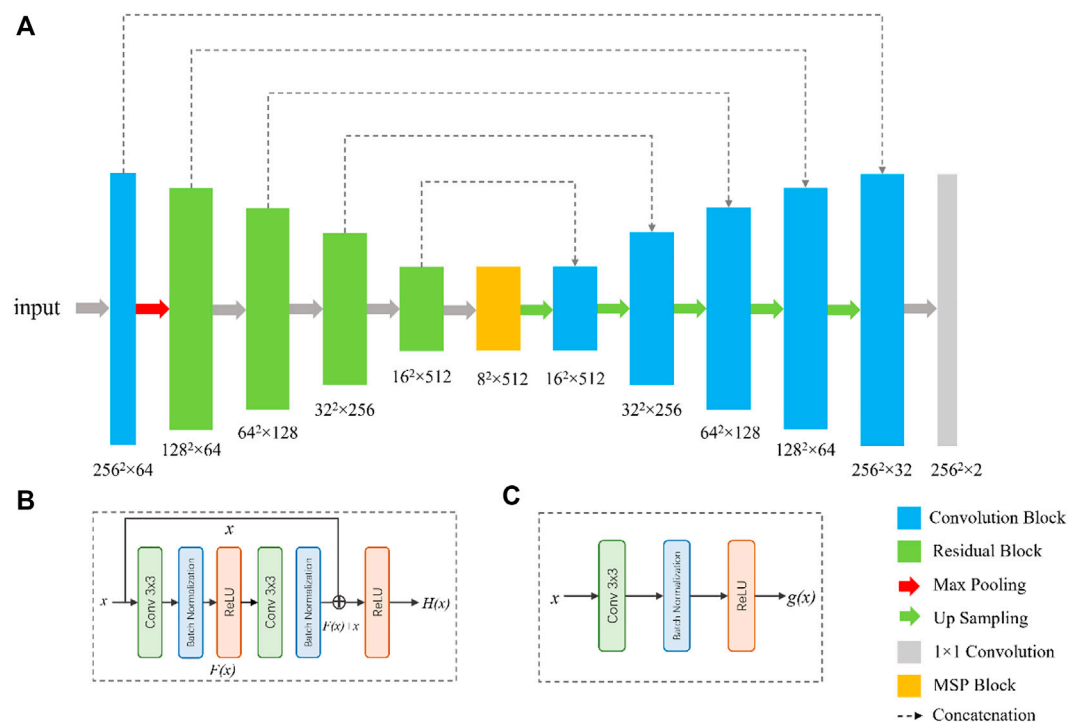 A
input
256²×64
128²×64
64²×128
32²×256
16²×512
8²×512
16²×512
32²×256
64²×128
128²×64
256²×32
256²×2
B
x
x
Conv 3x3
Batch Normalization
ReLU
Conv 3x3
Batch Normalization
F(x)+x
ReLU
H(x)
F(x)
C
x
Conv 3x3
Batch Normalization
ReLU
g(x)
Convolution Block
Residual Block
Max Pooling
Up Sampling
1×1 Convolution
MSP Block
Concatenation